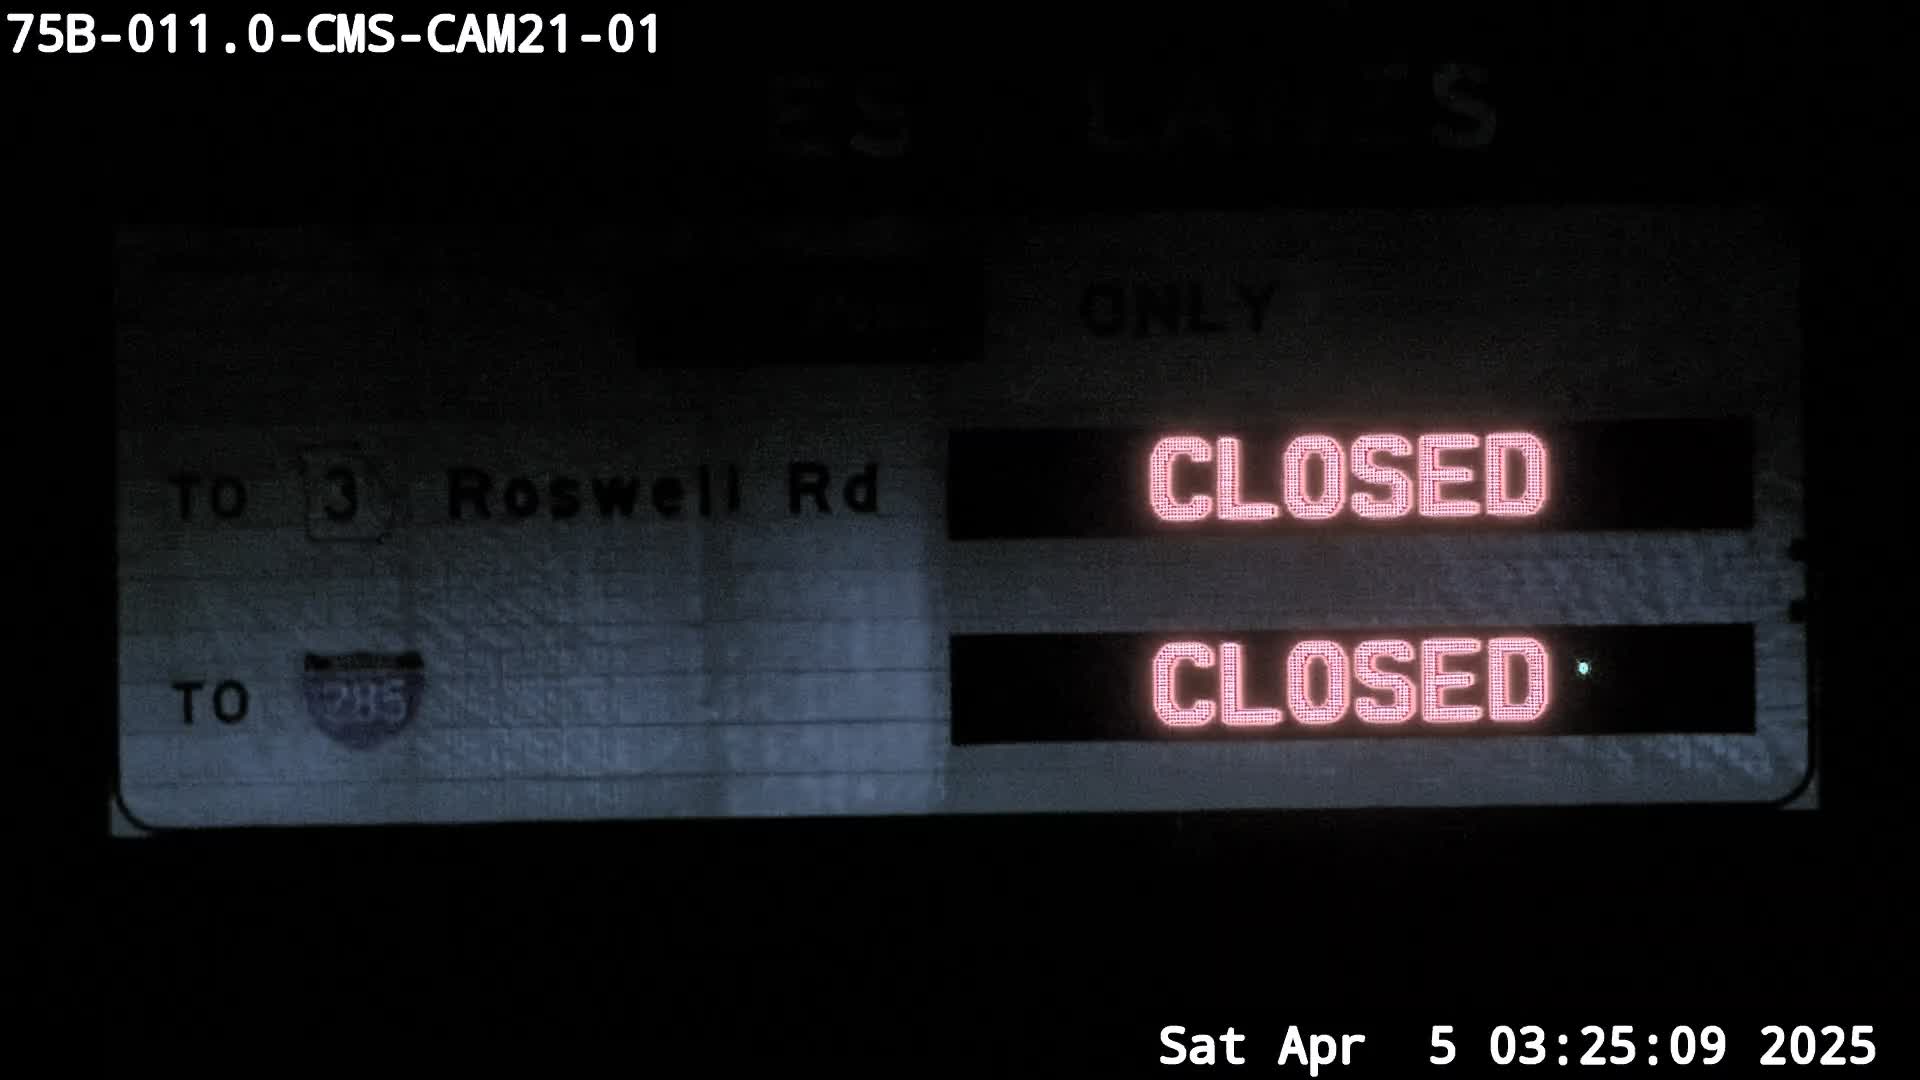 75B-011.0-CMS-CAM21-01
LANES
ONLY
TO 3 Roswell Rd CLOSED
TO 285 CLOSED
Sat Apr 5 03:25:09 2025